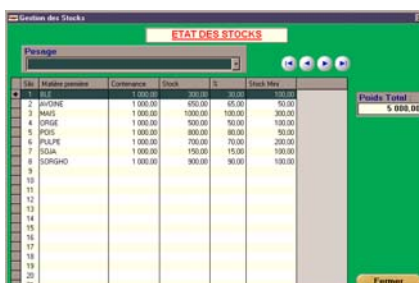 Gestion des Stocks
ETAT DES STOCKS
Pesage
Silo Matière première Contenance Stock % Stock Mini
1 BLE 1 000,00 300,00 30,00 100,00
2 AVOINE 1 000,00 650,00 65,00 50,00
3 MAIS 1 000,00 1000,00 100,00 300,00
4 ORGE 1 000,00 500,00 50,00 100,00
5 POIS 1 000,00 800,00 80,00 50,00
6 PULPE 1 000,00 700,00 70,00 200,00
7 SOJA 1 000,00 150,00 15,00 100,00
8 SORGHO 1 000,00 900,00 90,00 100,00
9
10
11
12
13
14
15
16
17
18
19
20
Poids Total
5 000,00
Fermer